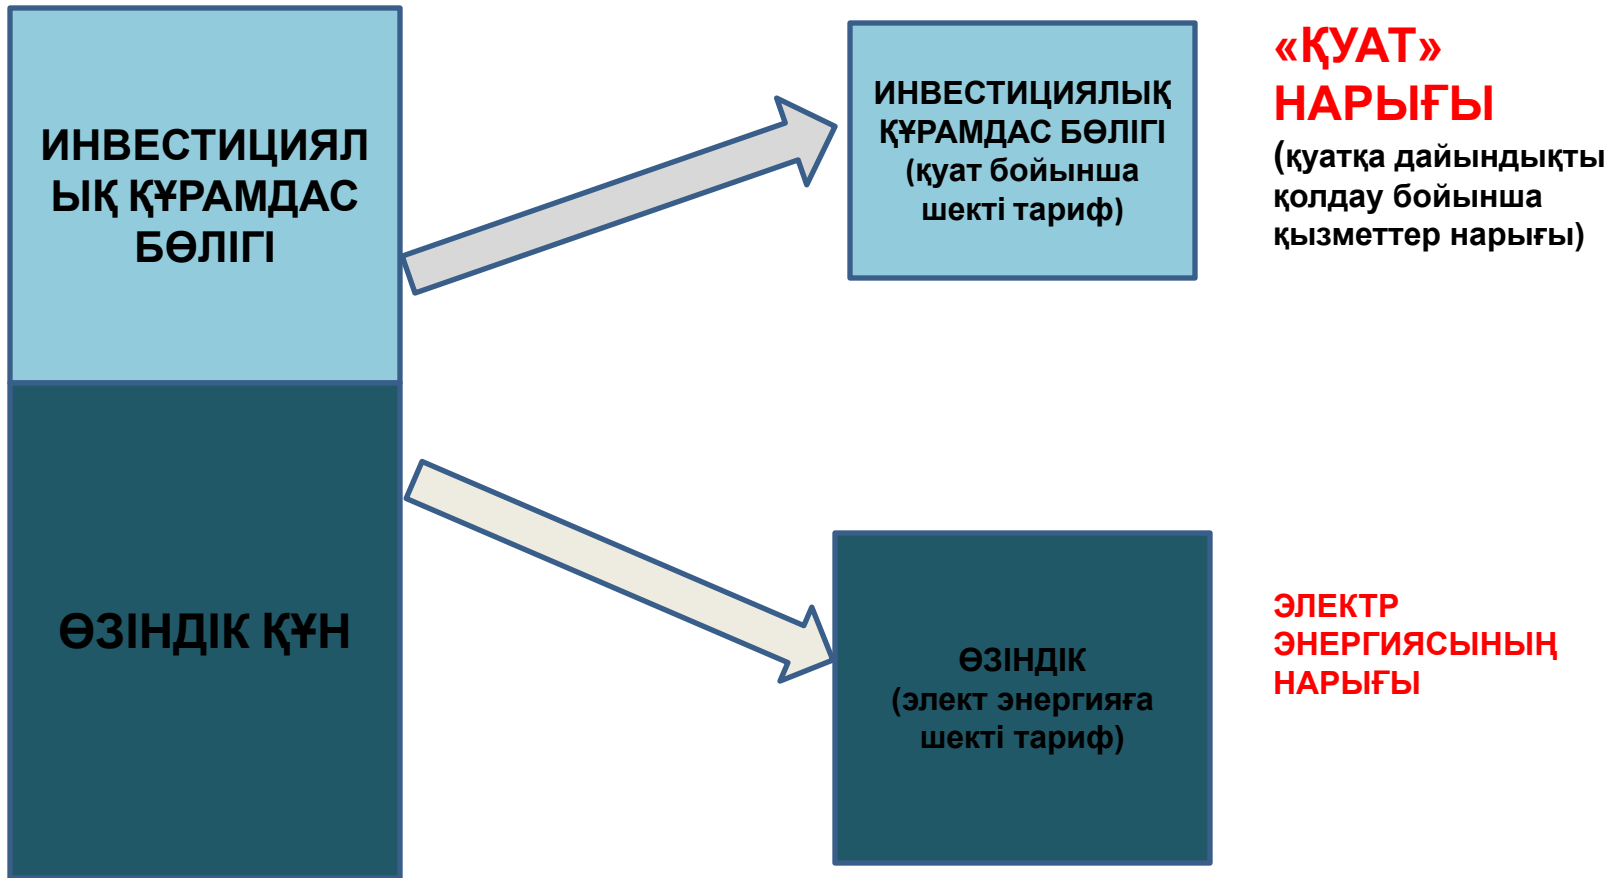 ИНВЕСТИЦИЯЛ
ЫҚ ҚҰРАМДАС
БӨЛІГІ
ӨЗІНДІК ҚҰН
ИНВЕСТИЦИЯЛЫҚ
ҚҰРАМДАС БӨЛІГІ
(қуат бойынша
шекті тариф)
ӨЗІНДІК
(элект энергияға
шекті тариф)
«ҚУАТ»
НАРЫҒЫ
(қуатқа дайындықты
қолдау бойынша
қызметтер нарығы)
ЭЛЕКТР
ЭНЕРГИЯСЫНЫҢ
НАРЫҒЫ